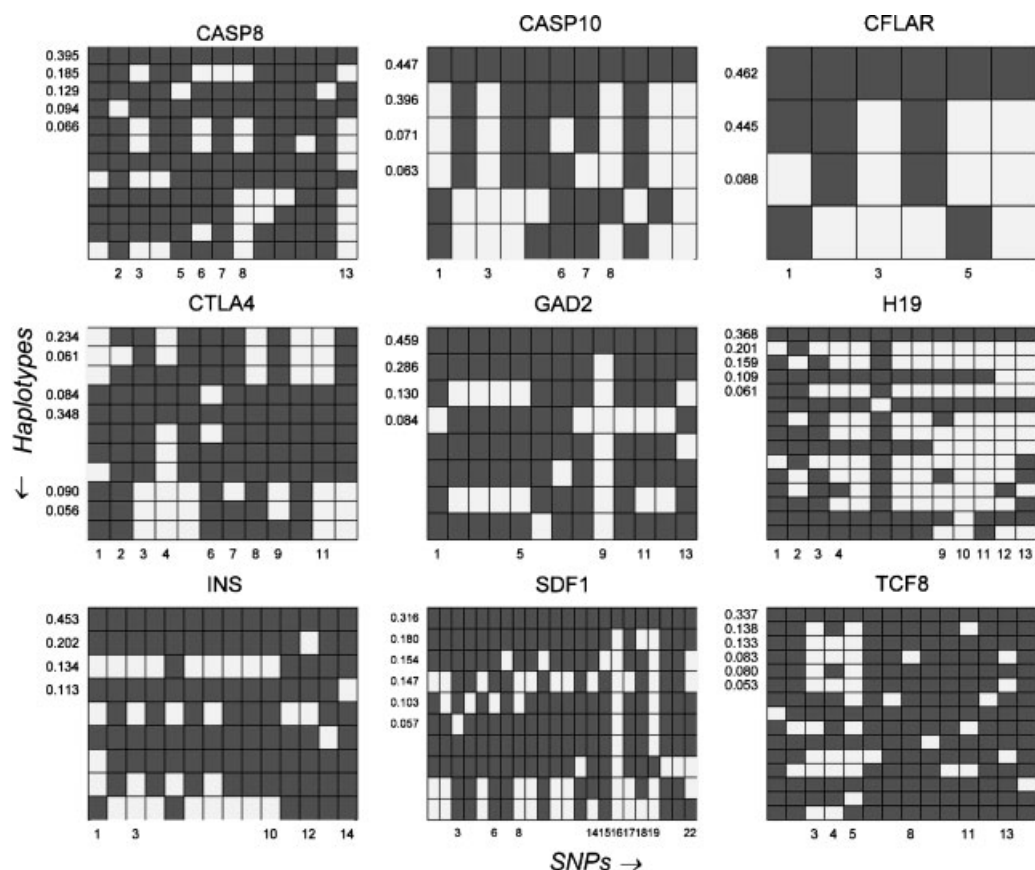 CASP8
CASP10
CFLAR
0.395
0.185
0.129
0.094
0.066
0.447
0.396
0.071
0.063
0.462
0.445
0.088
2 3 5 6 7 8 13
1 3 6 7 8
1 3 5
CTLA4
GAD2
H19
0.234
0.061
0.084
0.348
0.090
0.056
0.459
0.286
0.130
0.084
0.368
0.201
0.159
0.109
0.061
1 2 3 4 6 7 8 9 11
1 5 9 11 13
1 2 3 4 9 10 11 12 13
← Haplotypes
INS
SDF1
TCF8
0.453
0.202
0.134
0.113
0.316
0.180
0.154
0.147
0.103
0.057
0.337
0.138
0.133
0.083
0.080
0.053
1 3 10 12 14
3 6 8 14 15 16 17 18 19 22
3 4 5 8 11 13
SNPs →